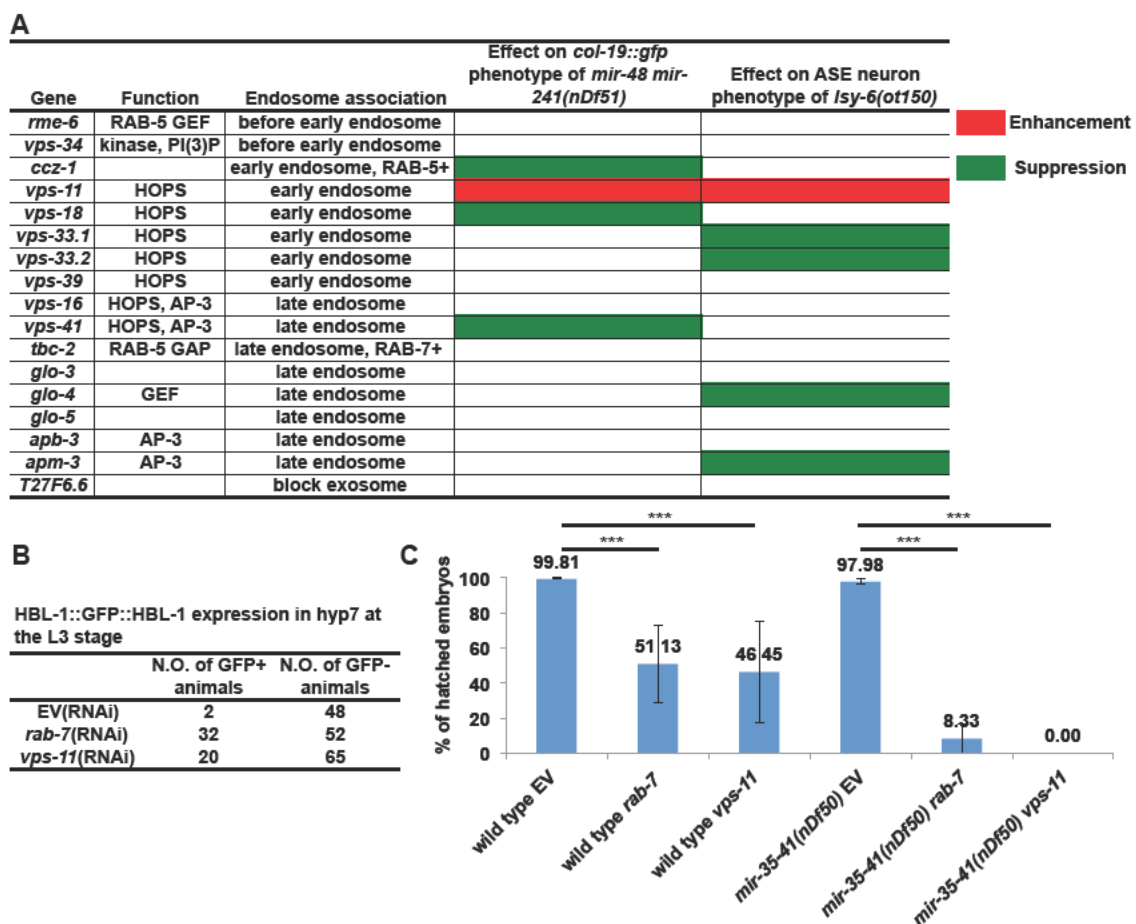 A
Gene Function Endosome association Effect on col-19::gfp phenotype of mir-48 mir-241(nDf51) Effect on ASE neuron phenotype of lsy-6(ot150)
rme-6 RAB-5 GEF before early endosome
vps-34 kinase, PI(3)P before early endosome
ccz-1 early endosome, RAB-5+
vps-11 HOPS early endosome
vps-18 HOPS early endosome
vps-33.1 HOPS early endosome
vps-33.2 HOPS early endosome
vps-39 HOPS early endosome
vps-16 HOPS, AP-3 late endosome
vps-41 HOPS, AP-3 late endosome
tbc-2 RAB-5 GAP late endosome, RAB-7+
glo-3 late endosome
glo-4 GEF late endosome
glo-5 late endosome
apb-3 AP-3 late endosome
apm-3 AP-3 late endosome
T27F6.6 block exosome
Enhancement
Suppression
B
HBL-1::GFP::HBL-1 expression in hyp7 at
the L3 stage
N.O. of GFP+ animals N.O. of GFP- animals
EV(RNAi) 2 48
rab-7(RNAi) 32 52
vps-11(RNAi) 20 65
C
*** ***
*** ***
99.81 51.13 46.45 97.98 8.33 0.00
% of hatched embryos
100
80
60
40
20
0
wild type EV
wild type rab-7
wild type vps-11
mir-35-41(nDf50) EV
mir-35-41(nDf50) rab-7
mir-35-41(nDf50) vps-11